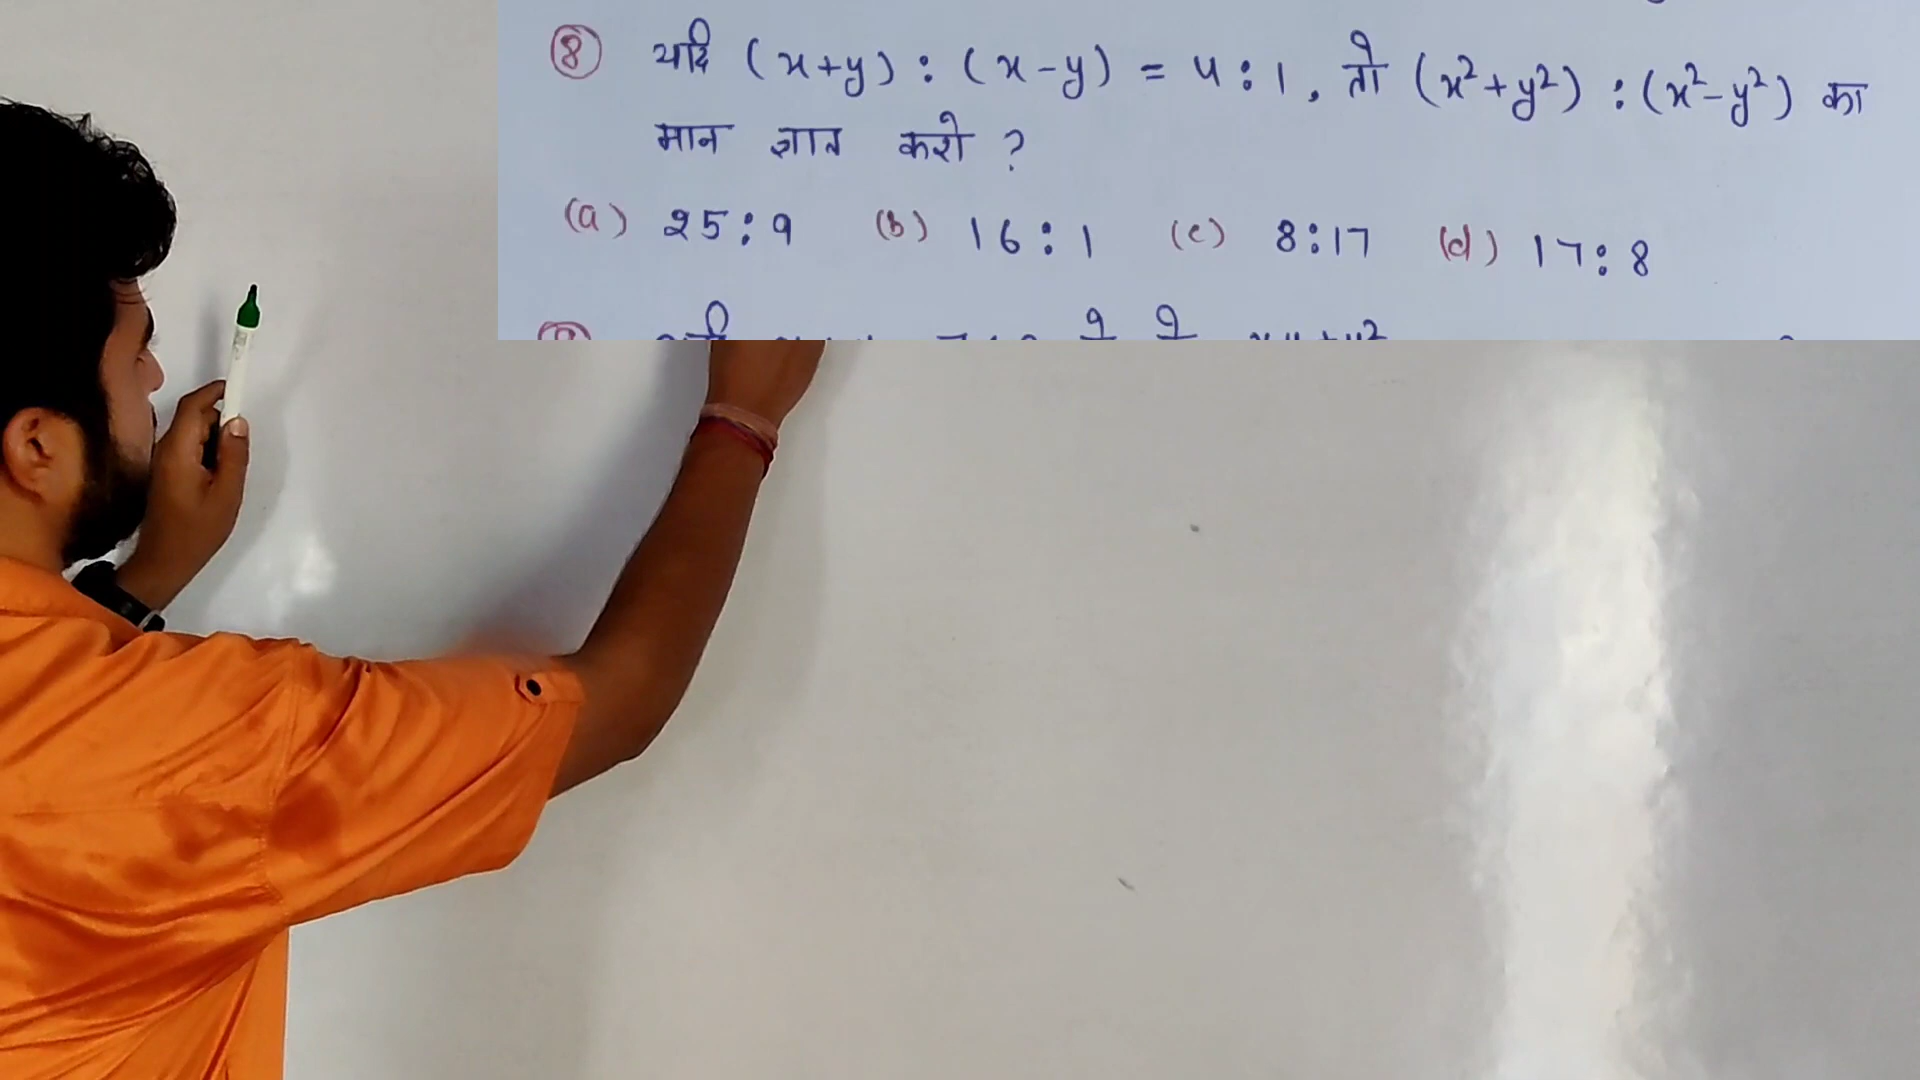 8 यदि (x+y) : (x-y) = 4 : 1, तो (x²+y²) : (x²-y²) का
मान ज्ञात करो ?
(a) 25:9 (b) 16:1 (c) 8:17 (d) 17:8